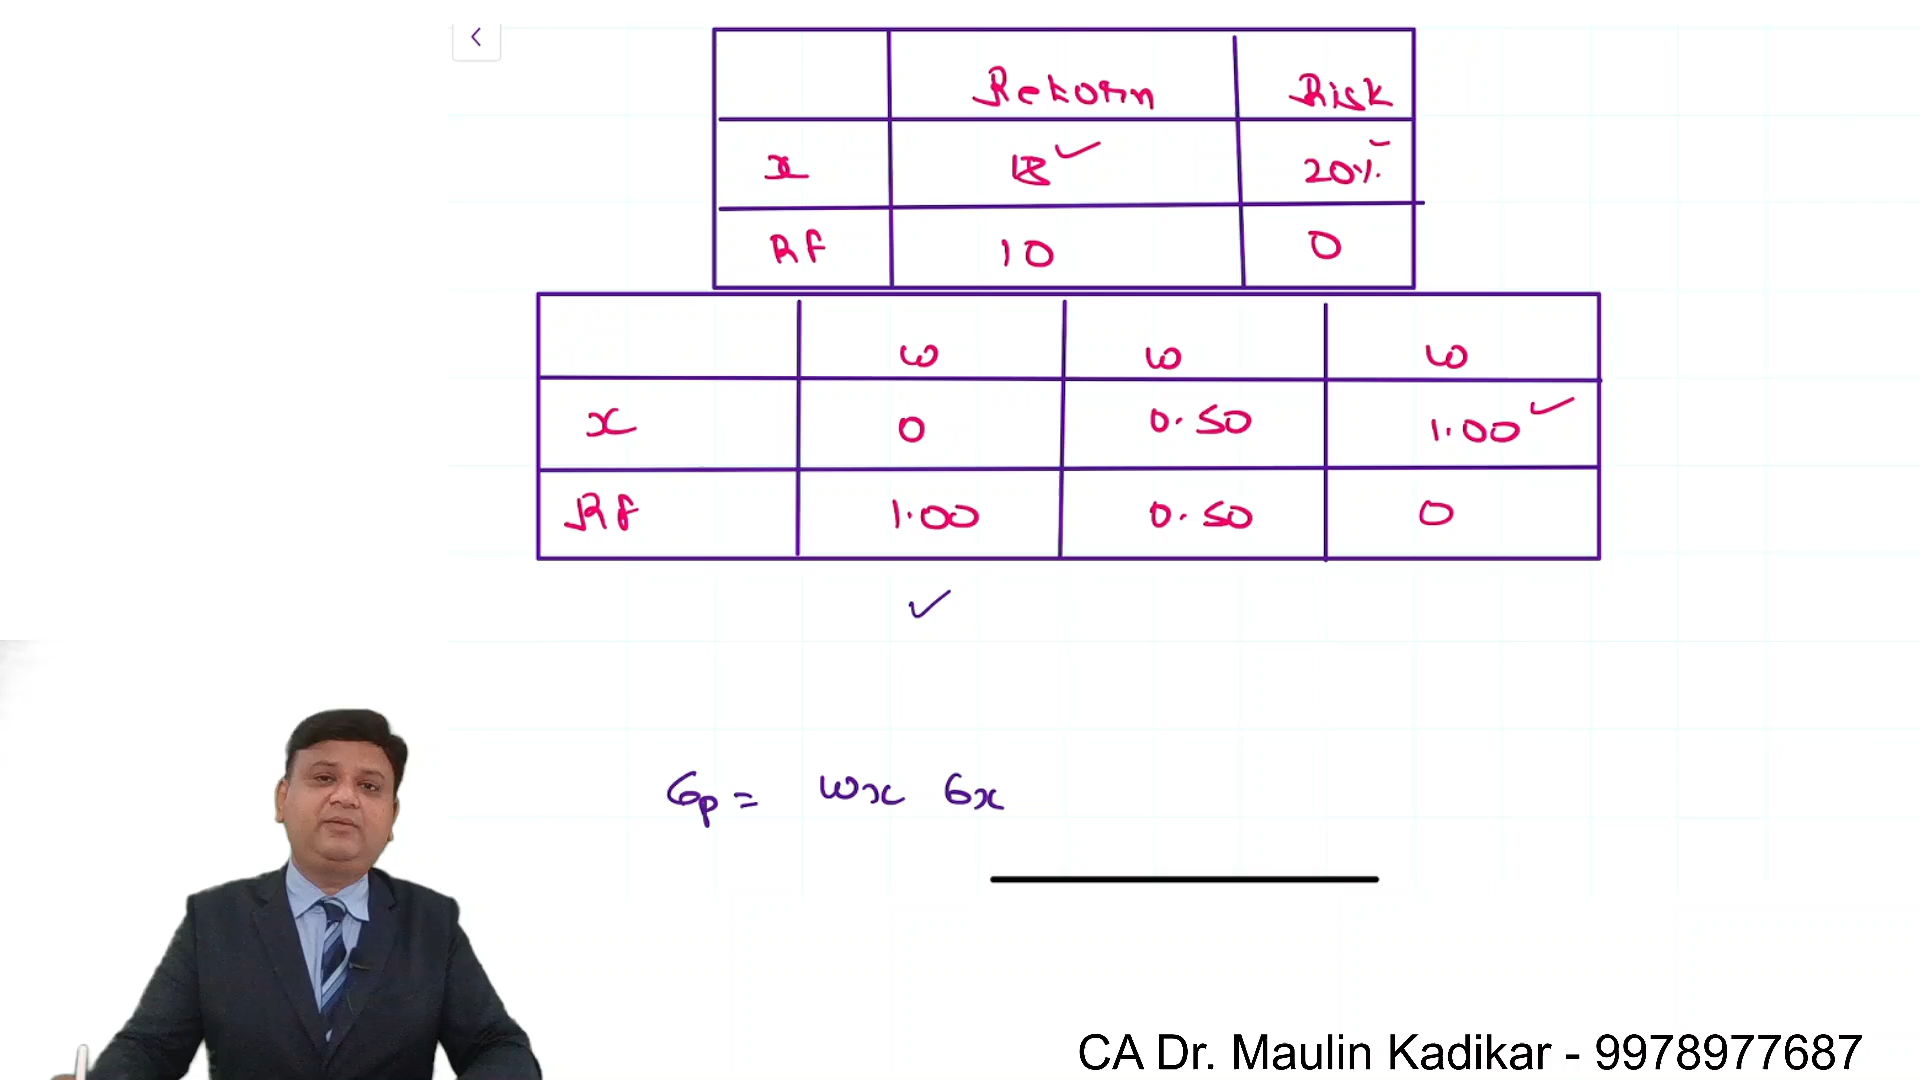 Return Risk
x 18 20%
RF 10 0
w w w
x 0 0.50 1.00
Rf 1.00 0.50 0
σp = wx σx
CA Dr. Maulin Kadikar - 9978977687